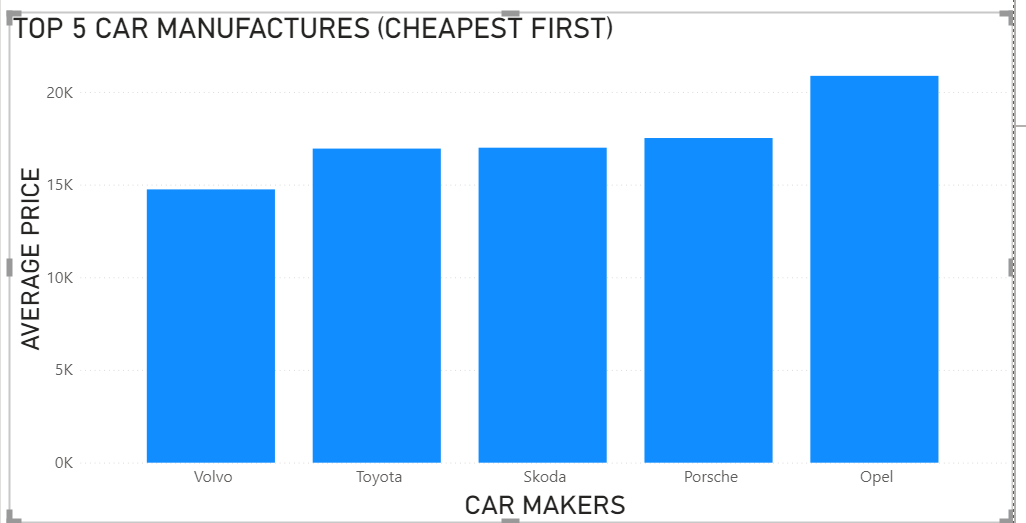 TOP 5 CAR MANUFACTURES (CHEAPEST FIRST)
AVERAGE PRICE
20K
15K
10K
5K
0K
Volvo Toyota Skoda Porsche Opel
CAR MAKERS